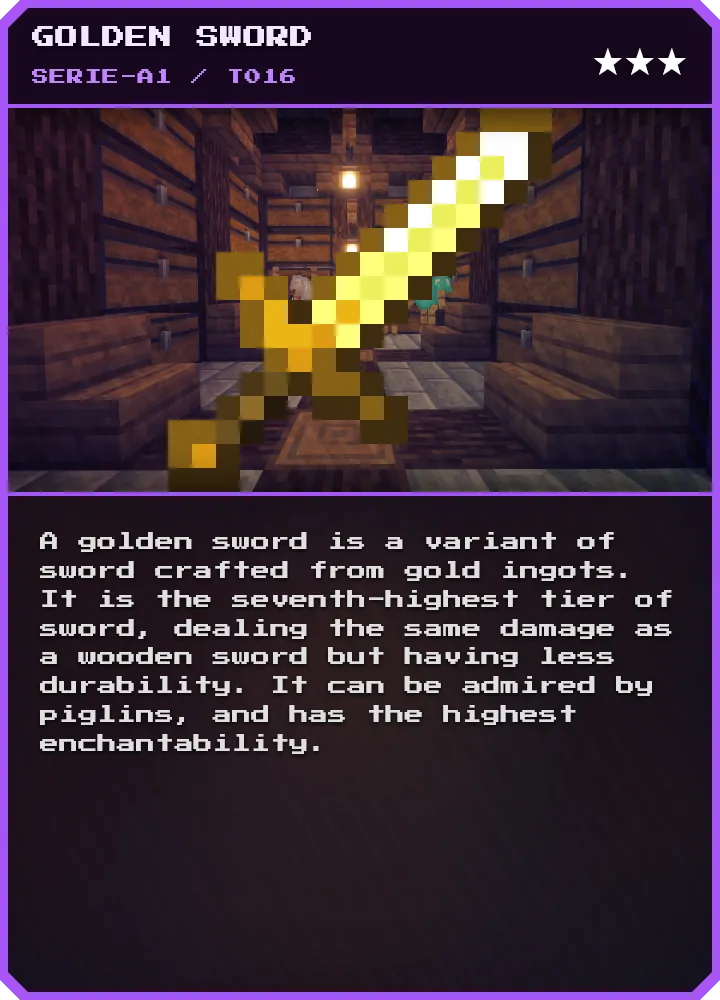 GOLDEN SWORD
SERIE-A1 / T016
★★★
A golden sword is a variant of
sword crafted from gold ingots.
It is the seventh-highest tier of
sword, dealing the same damage as
a wooden sword but having less
durability. It can be admired by
piglins, and has the highest
enchantability.